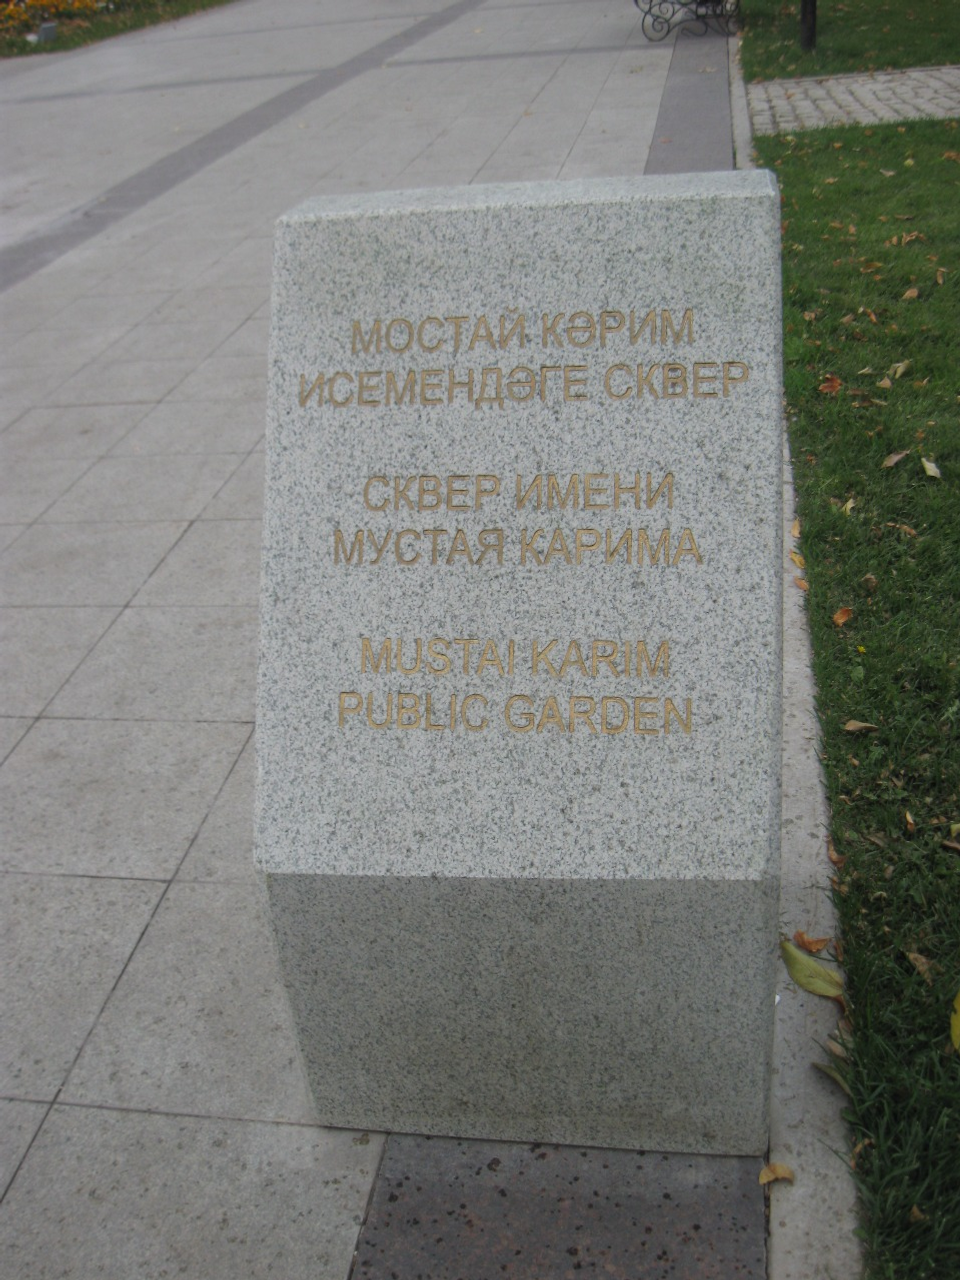 МОСТАЙ КӘРИМ
ИСЕМЕНДӘГЕ СКВЕР
СКВЕР ИМЕНИ
МУСТАЯ КАРИМА
MUSTAI KARIM
PUBLIC GARDEN